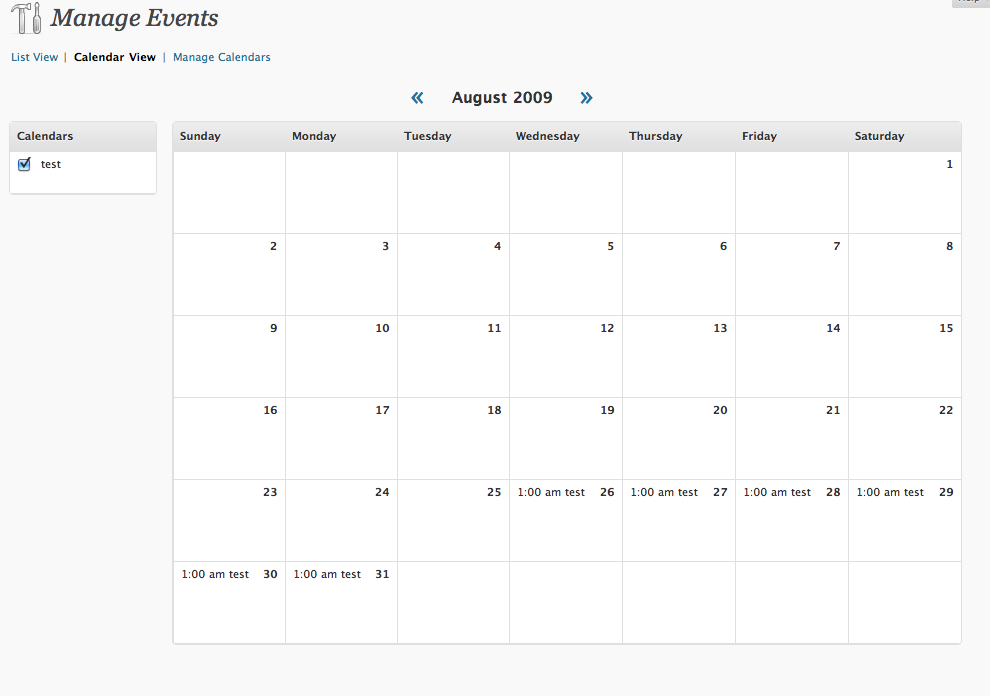 Manage Events
List View | Calendar View | Manage Calendars
« August 2009 »
Calendars
test
Sunday Monday Tuesday Wednesday Thursday Friday Saturday
1
2 3 4 5 6 7 8
9 10 11 12 13 14 15
16 17 18 19 20 21 22
23 24 25 1:00 am test 26 1:00 am test 27 1:00 am test 28 1:00 am test 29
1:00 am test 30 1:00 am test 31